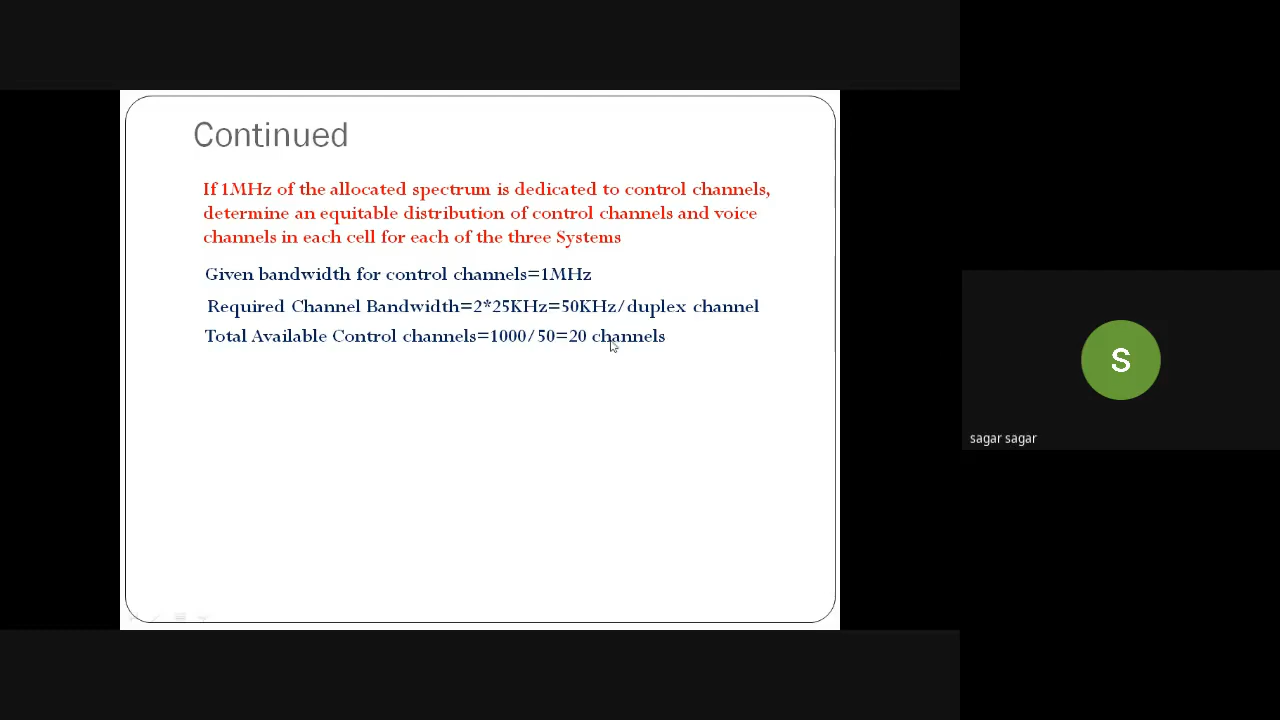 Continued
If 1MHz of the allocated spectrum is dedicated to control channels,
determine an equitable distribution of control channels and voice
channels in each cell for each of the three Systems
Given bandwidth for control channels=1MHz
Required Channel Bandwidth=2*25KHz=50KHz/duplex channel
Total Available Control channels=1000/50=20 channels
S
sagar sagar